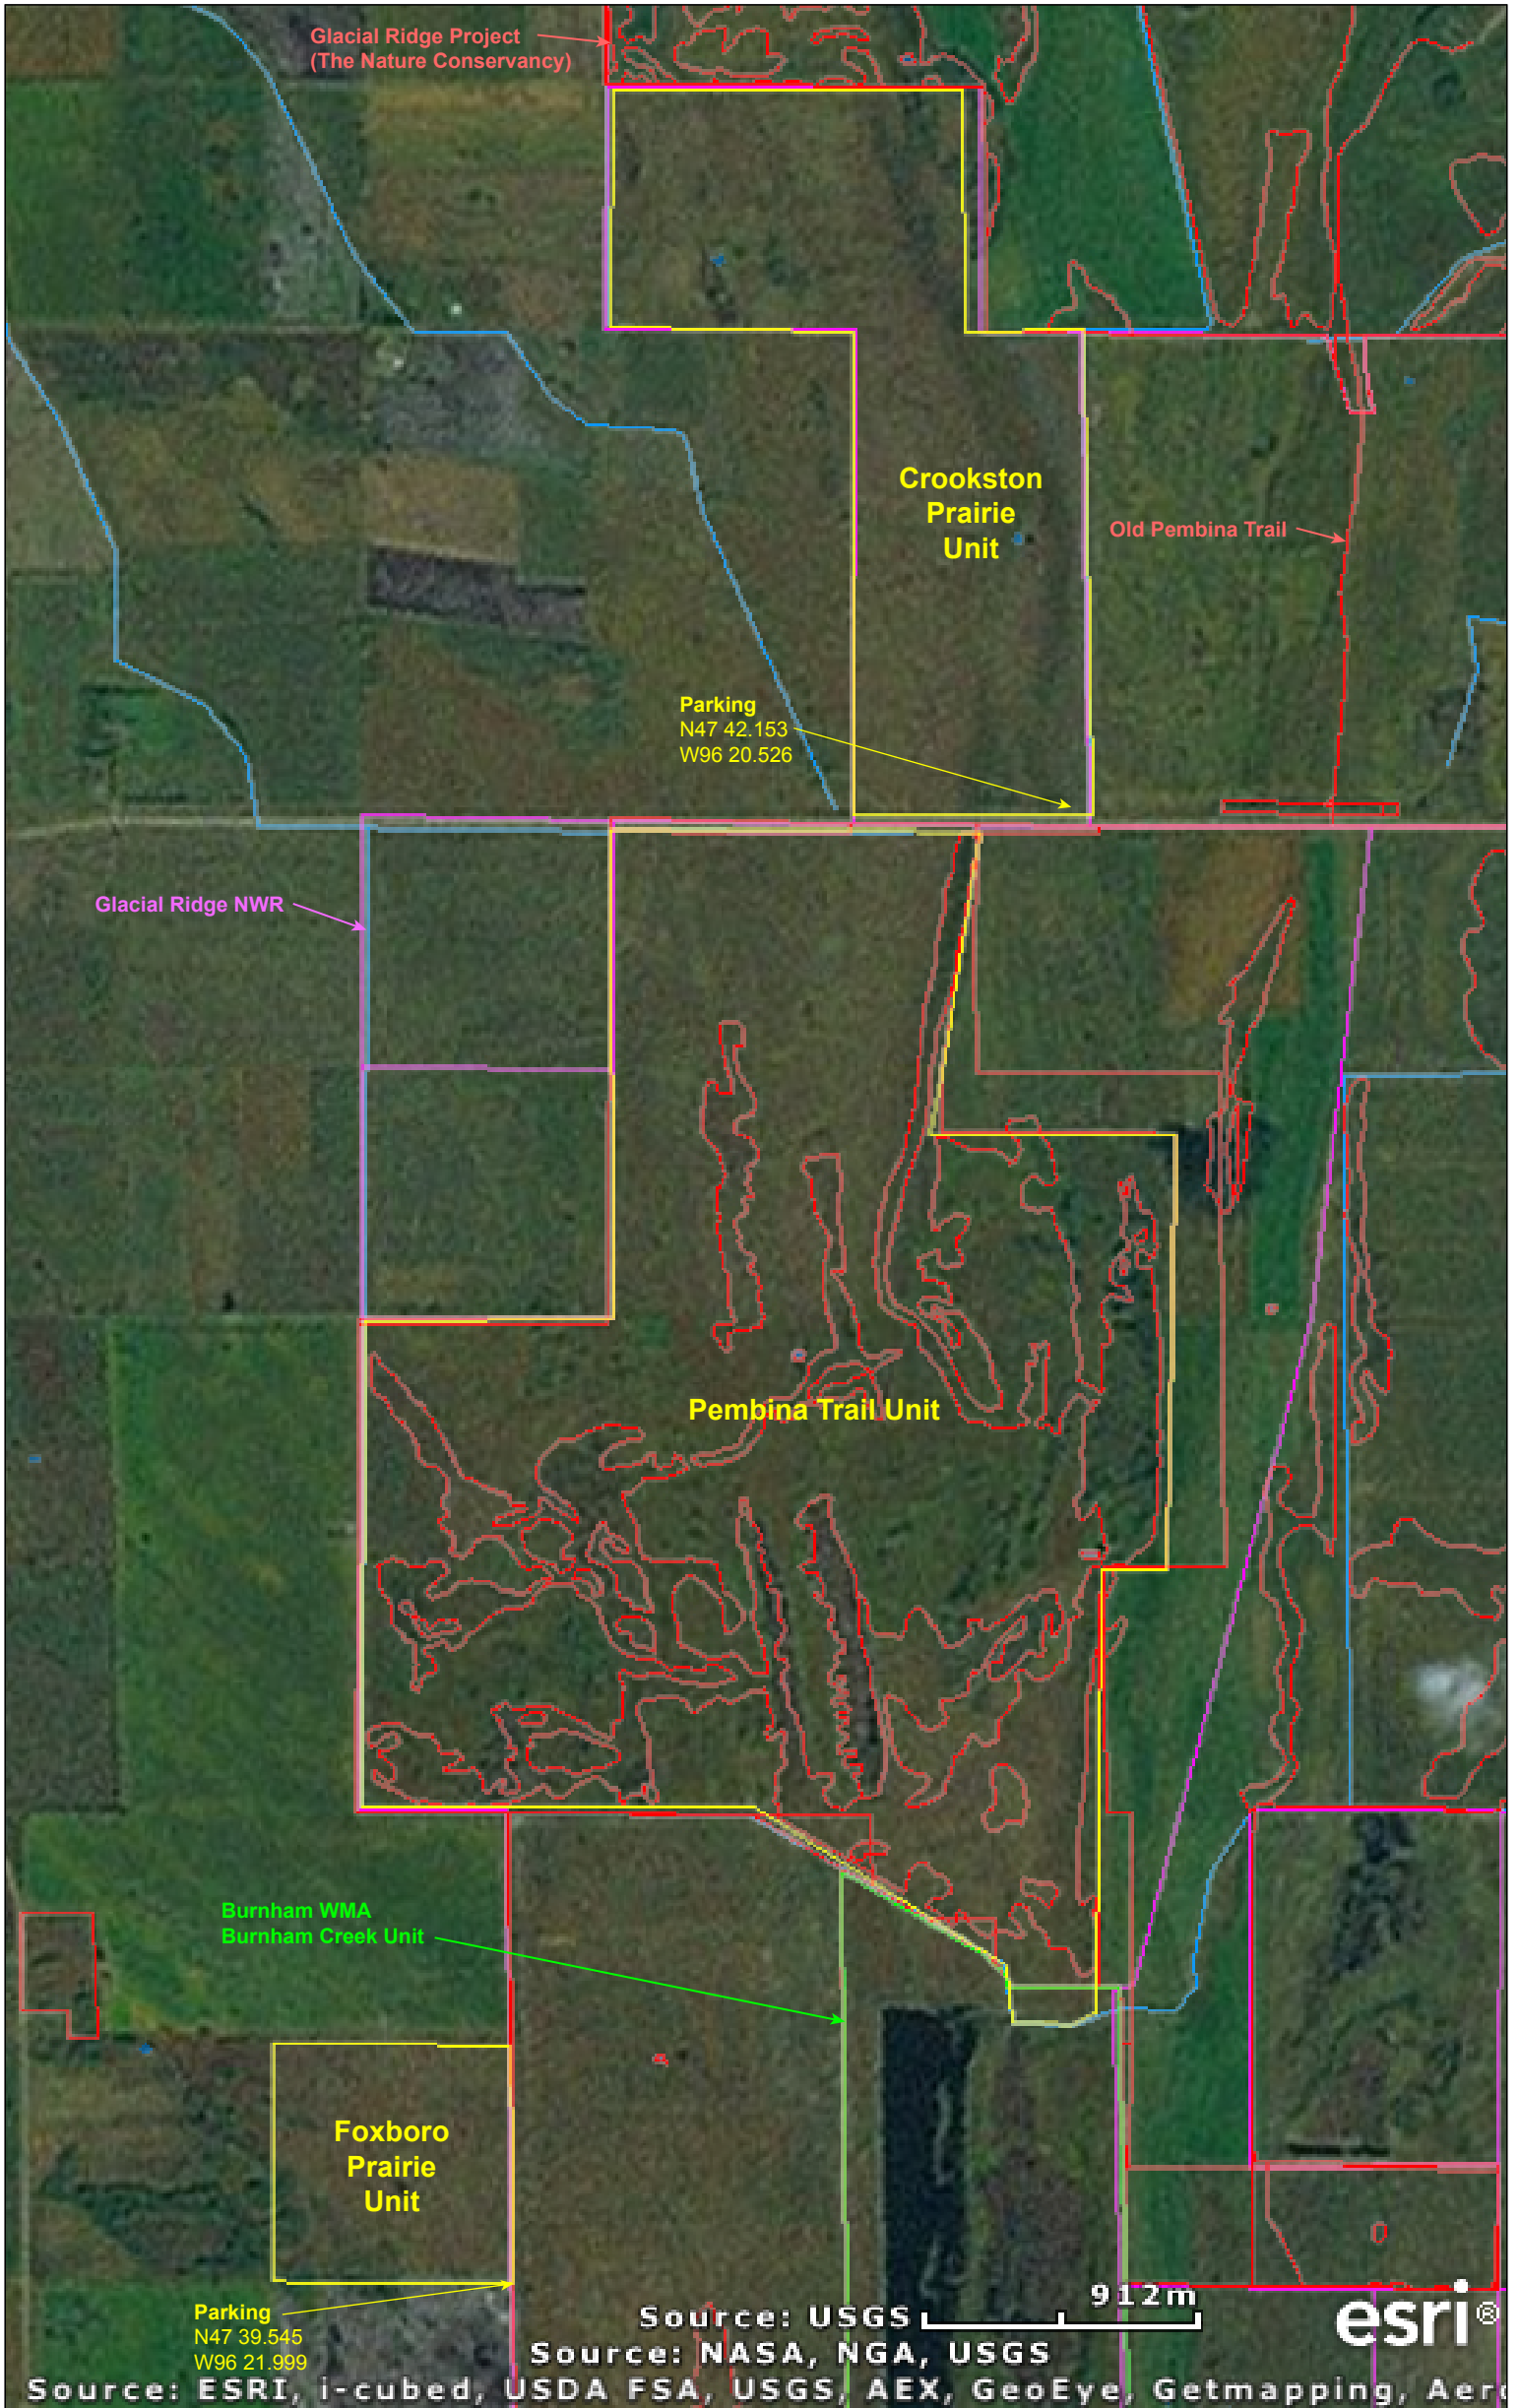 Glacial Ridge Project
(The Nature Conservancy)
Crookston
Prairie
Unit
Old Pembina Trail
Parking
N47 42.153
W96 20.526
Glacial Ridge NWR
Pembina Trail Unit
Burnham WMA
Burnham Creek Unit
Foxboro
Prairie
Unit
Parking
N47 39.545
W96 21.999
912m
esri®
Source: USGS
Source: NASA, NGA, USGS
Source: ESRI, i-cubed, USDA FSA, USGS, AEX, GeoEye, Getmapping,